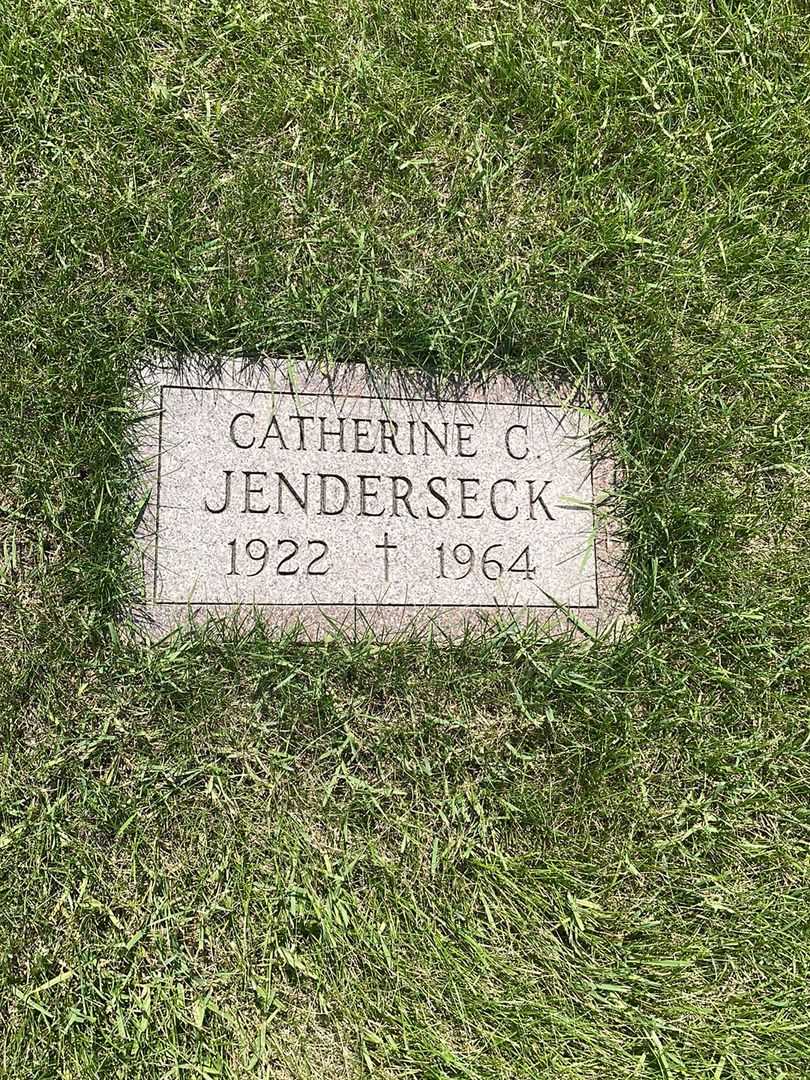 CATHERINE C.
JENDERSECK
1922 † 1964